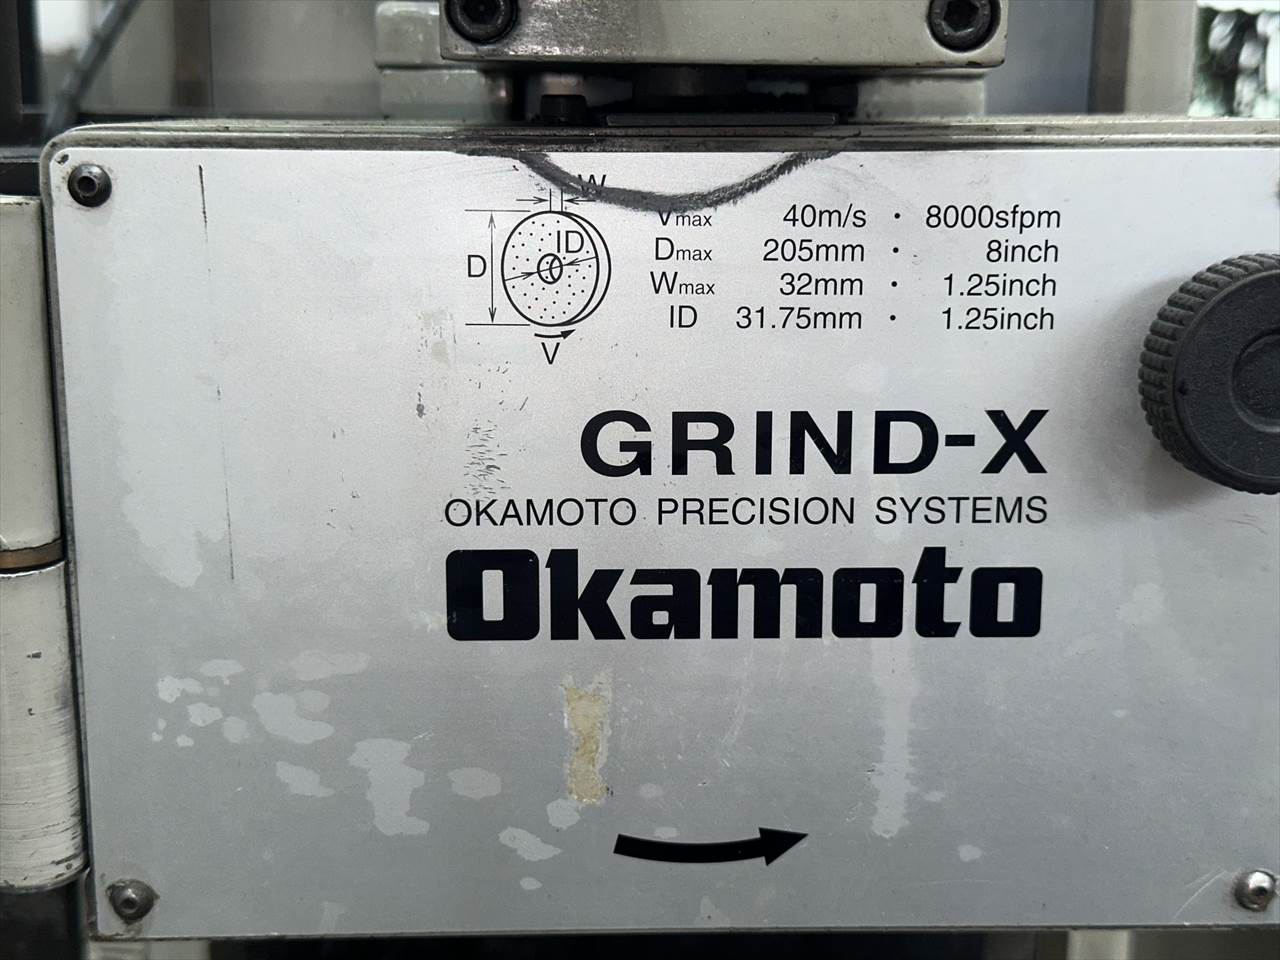 W
ID
D
V
Vmax 40m/s · 8000sfpm
Dmax 205mm · 8inch
Wmax 32mm · 1.25inch
ID 31.75mm · 1.25inch
GRIND-X
OKAMOTO PRECISION SYSTEMS
Okamoto